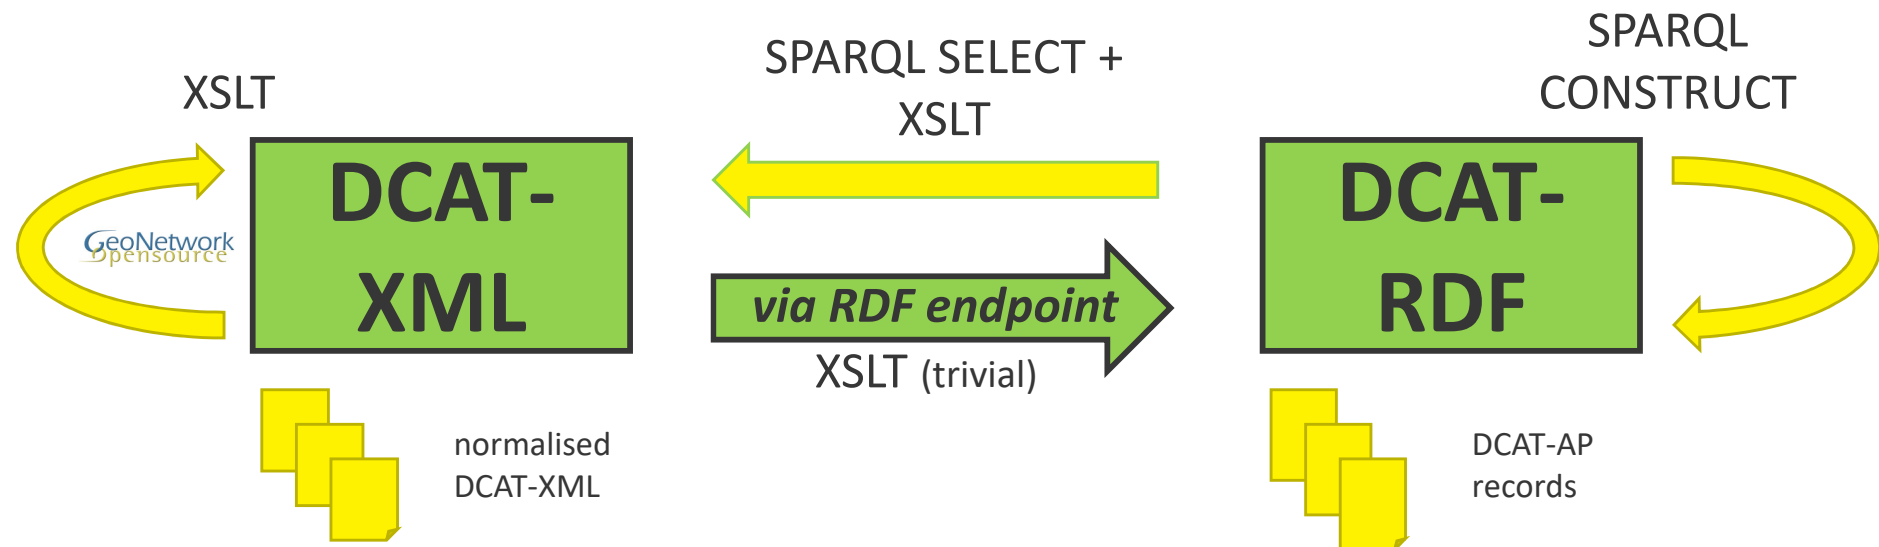 XSLT
SPARQL SELECT +
XSLT
SPARQL
CONSTRUCT
GeoNetwork
Opensource
DCAT-
XML
via RDF endpoint
XSLT (trivial)
DCAT-
RDF
normalised
DCAT-XML
DCAT-AP
records